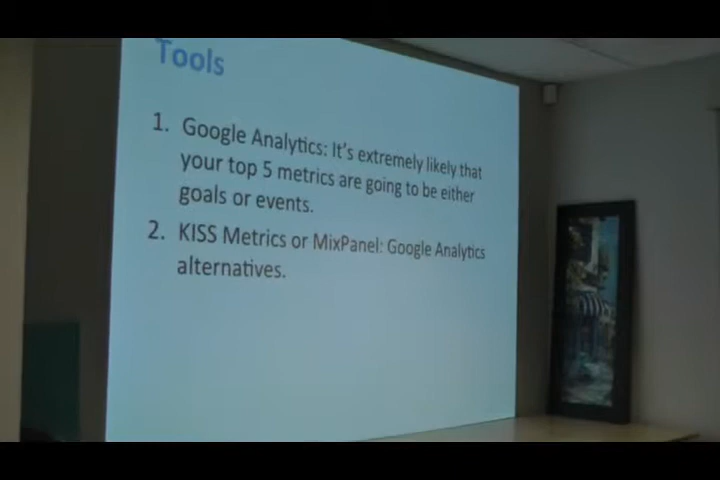 Tools
1. Google Analytics: It's extremely likely that
your top 5 metrics are going to be either
goals or events.
2. KISS Metrics or MixPanel: Google Analytics
alternatives.